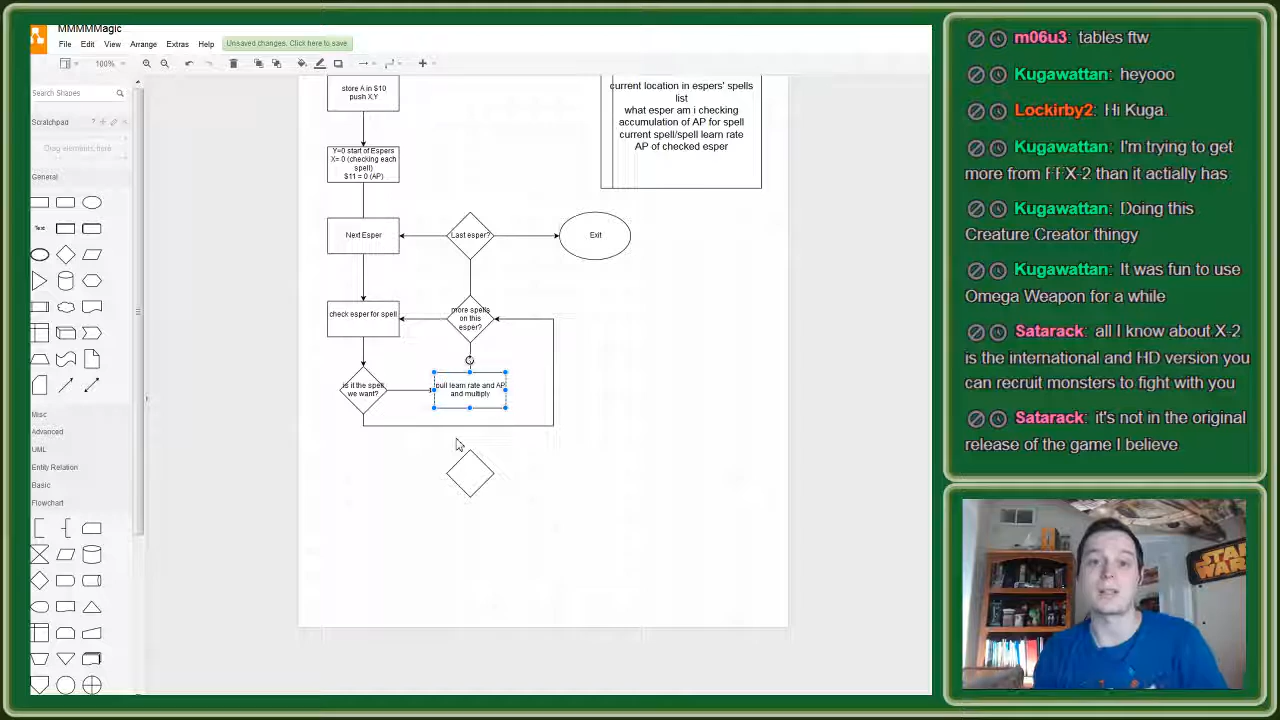 MMMMMagic
File Edit View Arrange Extras Help Unsaved changes. Click here to save
100%
Search Shapes
Scratchpad
Drag elements here...
General
Text
Misc
Advanced
UML
Entity Relation
Basic
Flowchart
store A in $10
push X,Y
Y=0 start of Espers
X= 0 (checking each
spell)
$11 = 0 (AP)
Next Esper
Last esper?
Exit
check esper for spell
more spells
on this
esper?
is it the spell
we want?
pull learn rate and AP
and multiply
current location in espers' spells
list
what esper am i checking
accumulation of AP for spell
current spell/spell learn rate
AP of checked esper
m06u3: tables ftw
Kugawattan: heyooo
Lockirby2: Hi Kuga.
Kugawattan: I'm trying to get
more from FFX-2 than it actially has
Kugawattan: Doing this
Creature Creator thingy
Kugawattan: It was fun to use
Omega Weapon for a while
Satarack: all I know about X-2
is the international and HD version you
can recruit monsters to fight with you
Satarack: it's not in the original
release of the game I believe
STAR
WARS